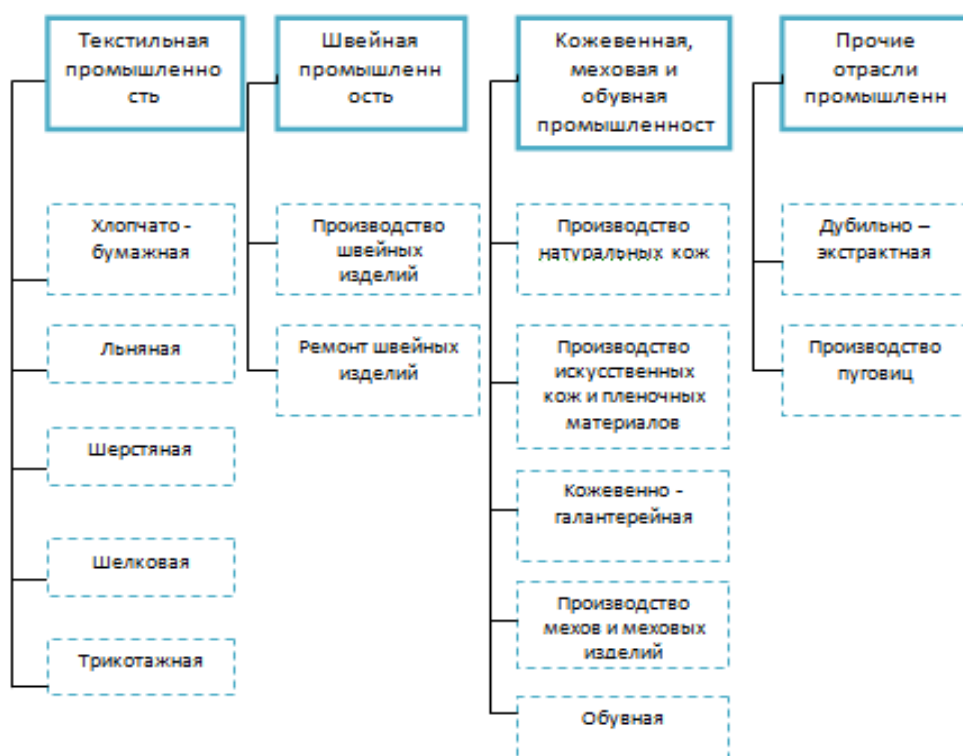 Текстильная
промышленно
сть
Хлопчато -
бумажная
Льняная
Шерстяная
Шелковая
Трикотажная
Швейная
промышленн
ость
Производство
швейных
изделий
Ремонт швейных
изделий
Кожевенная,
меховая и
обувная
промышленност
Производство
натуральных кож
Производство
искусственных
кож и пленочных
материалов
Кожевенно -
галантерейная
Производство
мехов и меховых
изделий
Обувная
Прочие
отрасли
промышленн
Дубильно –
экстрактная
Производство
пуговиц